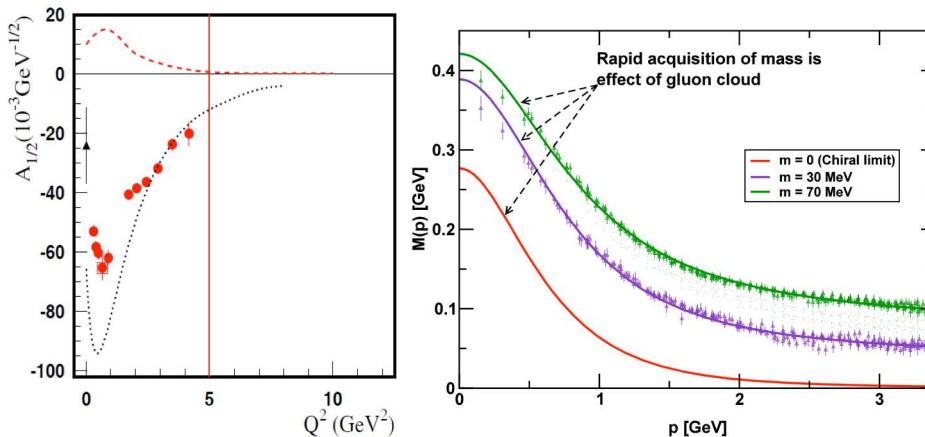 20
0
-20
-40
-60
-80
-100
A1/2(10⁻³GeV⁻¹/²)
0
5
10
Q² (GeV²)
Rapid acquisition of mass is
effect of gluon cloud
m = 0 (Chiral limit)
m = 30 MeV
m = 70 MeV
0.4
0.3
0.2
0.1
0
M(p) [GeV]
0
1
2
3
p [GeV]